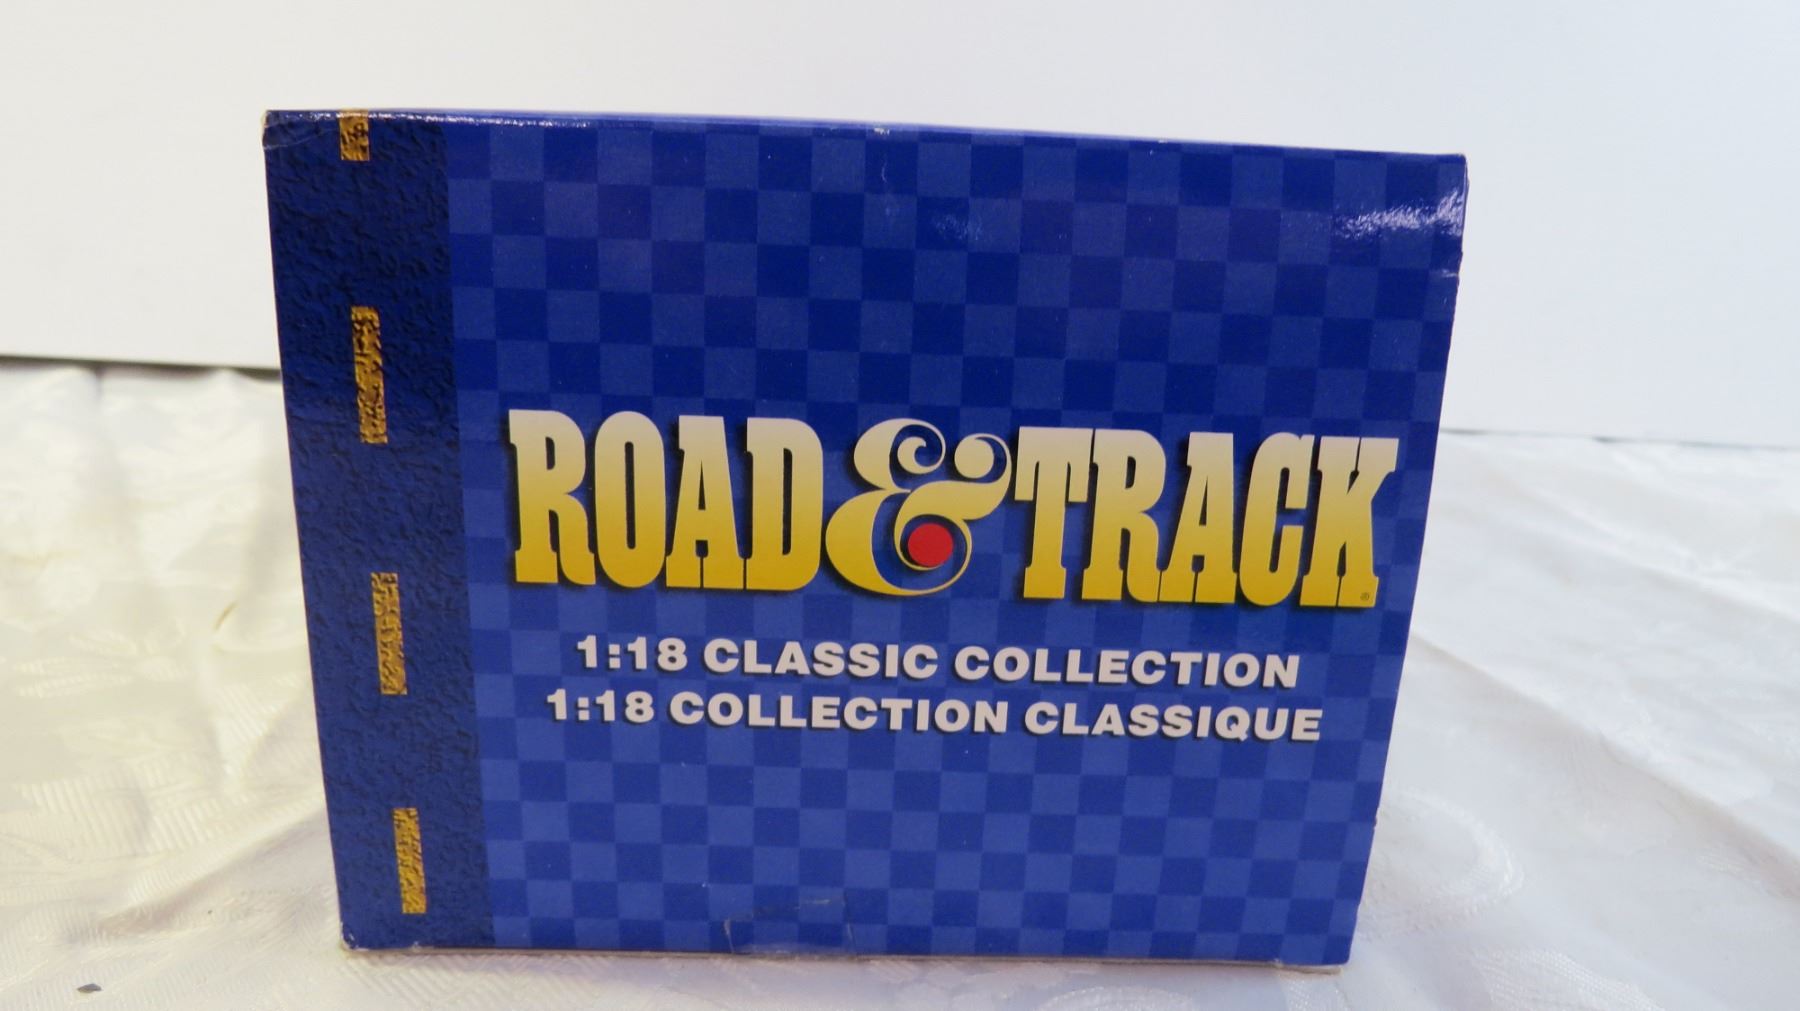 ROAD & TRACK®
1:18 CLASSIC COLLECTION
1:18 COLLECTION CLASSIQUE